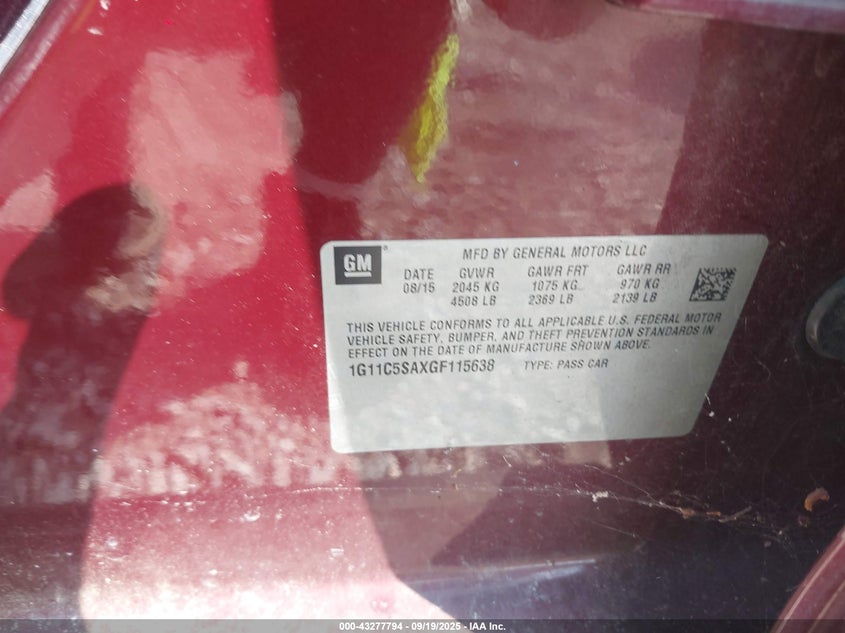 GM ®
MFD BY GENERAL MOTORS LLC
DATE GVWR GAWR FRT GAWR RR
08/15 2045 KG 1075 KG 970 KG
4508 LB 2369 LB 2139 LB
THIS VEHICLE CONFORMS TO ALL APPLICABLE U.S. FEDERAL MOTOR
VEHICLE SAFETY, BUMPER, AND THEFT PREVENTION STANDARDS IN
EFFECT ON THE DATE OF MANUFACTURE SHOWN ABOVE.
1G11C5SAXGF115638 TYPE: PASS CAR
000-43277794 - 09/19/2025 - IAA Inc.